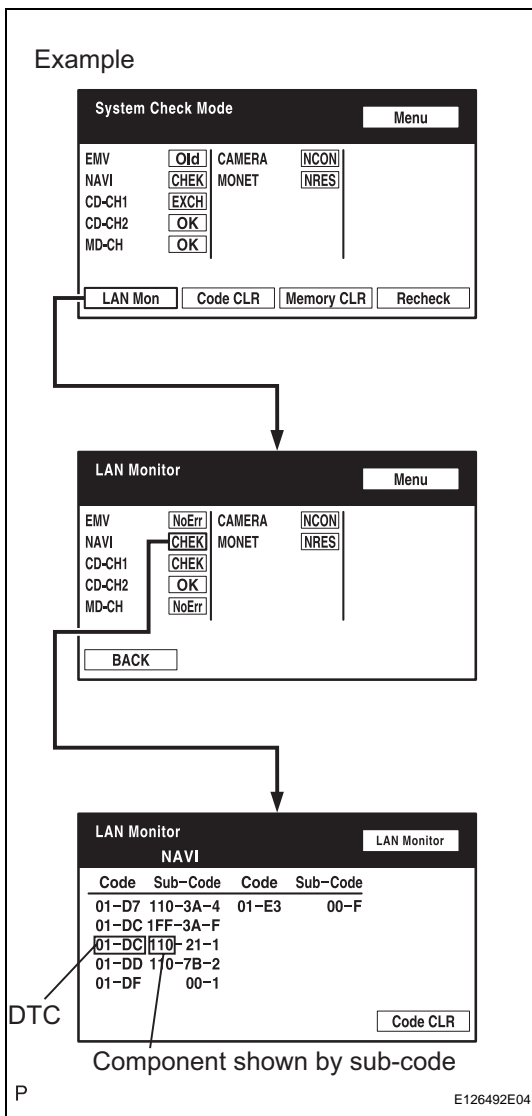 Example
System Check Mode Menu
EMV Old CAMERA NCON
NAVI CHEK MONET NRES
CD-CH1 EXCH
CD-CH2 OK
MD-CH OK
LAN Mon Code CLR Memory CLR Recheck
LAN Monitor Menu
EMV NoErr CAMERA NCON
NAVI CHEK MONET NRES
CD-CH1 CHEK
CD-CH2 OK
MD-CH NoErr
BACK
LAN Monitor LAN Monitor
NAVI
Code Sub-Code Code Sub-Code
01-D7 110-3A-4 01-E3 00-F
01-DC 1FF-3A-F
01-DC 110-21-1
01-DD 110-7B-2
01-DF 00-1
DTC
Code CLR
Component shown by sub-code
P E126492E04